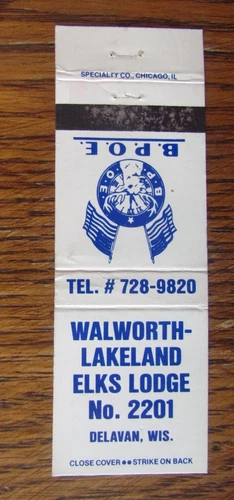 SPECIALTY CO., CHICAGO, IL
B.P.O.E.
B.P.O.E
TEL. # 728-9820
WALWORTH-
LAKELAND
ELKS LODGE
No. 2201
DELAVAN, WIS.
CLOSE COVER ●● STRIKE ON BACK